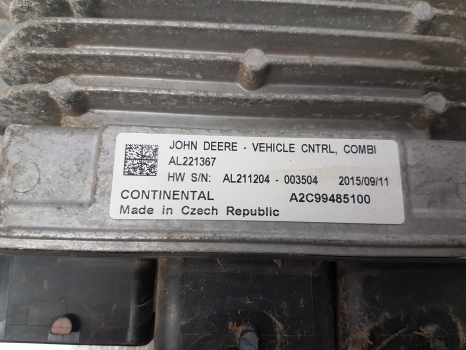 JOHN DEERE - VEHICLE CNTRL, COMBI
AL221367
HW S/N: AL211204 - 003504 2015/09/11
CONTINENTAL A2C99485100
Made in Czech Republic